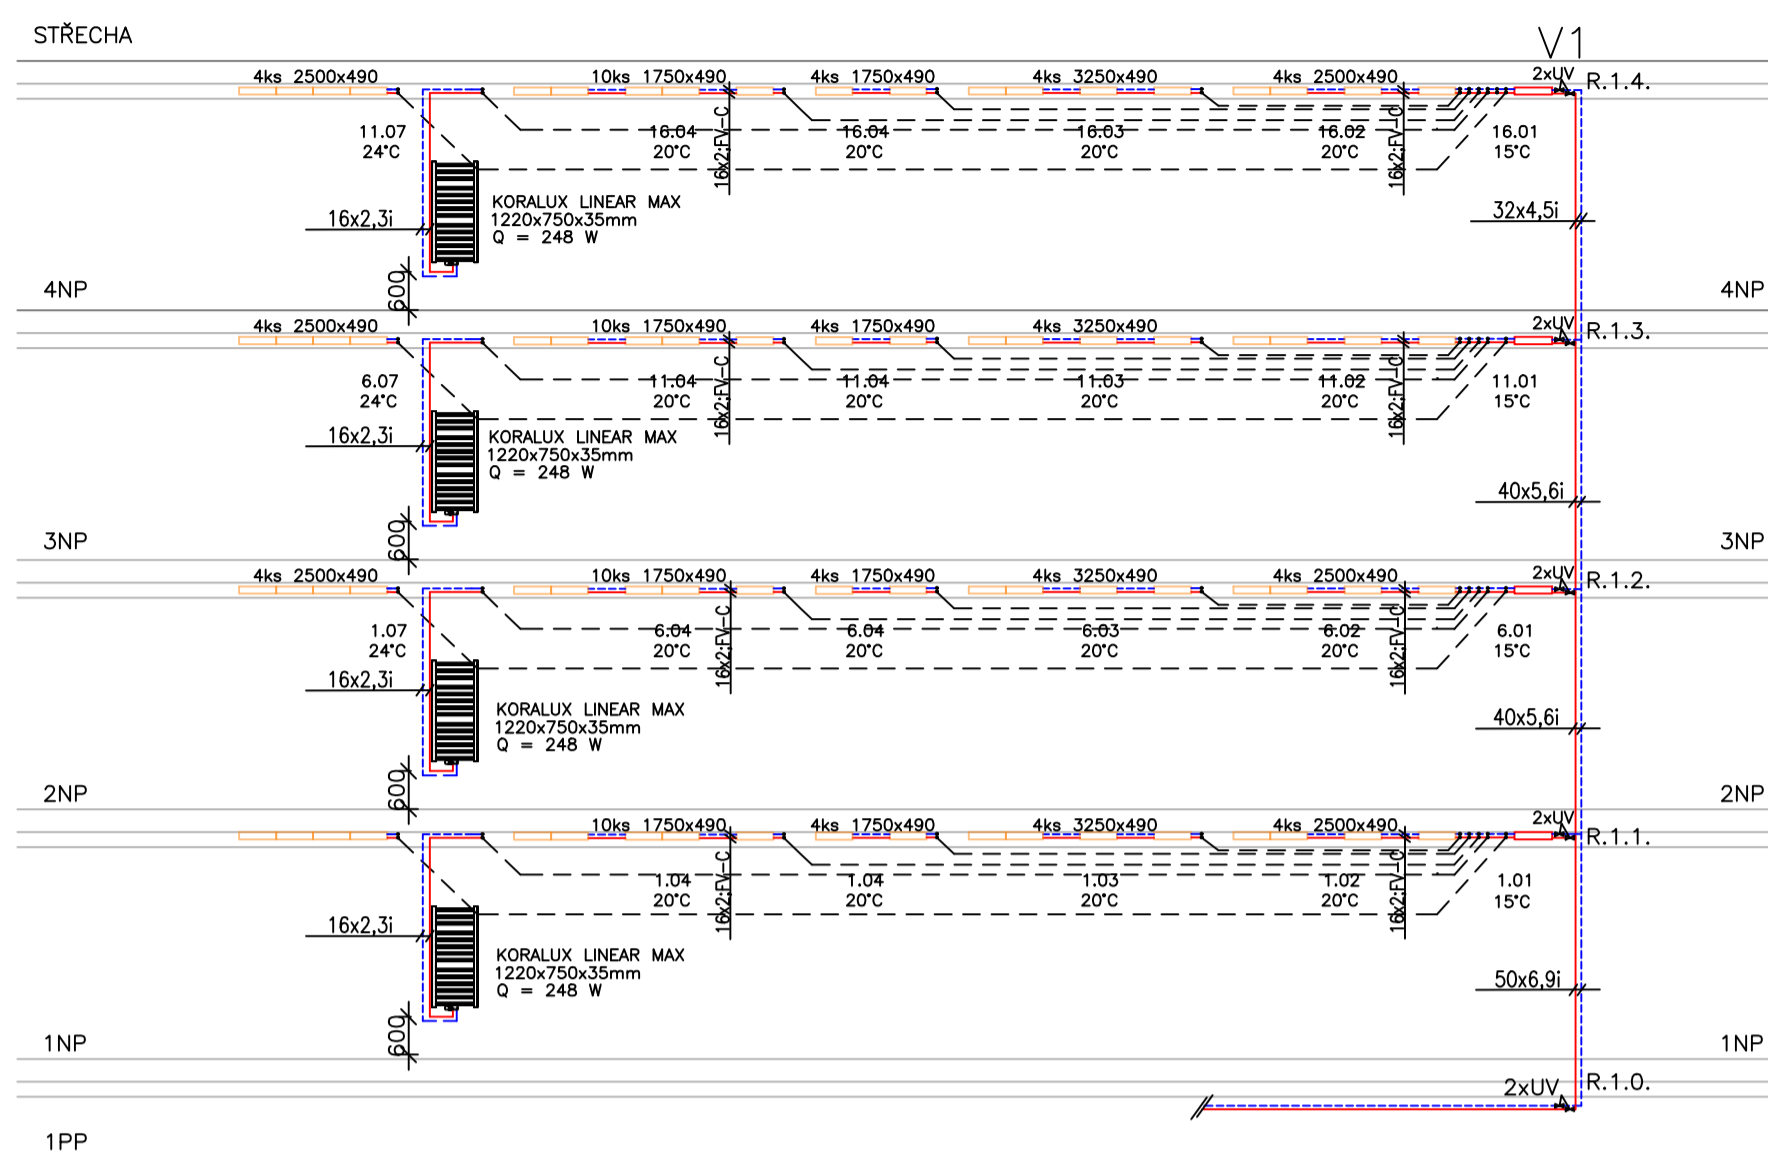 STŘECHA
V1
4ks 2500x490
10ks 1750x490
4ks 1750x490
4ks 3250x490
4ks 2500x490
2xUV
R.1.4.
11.07
24°C
16.04
20°C
16x2;FV-C
16.04
20°C
16.03
20°C
16.02
20°C
16x2;FV-C
16.01
15°C
16x2,3i
KORALUX LINEAR MAX
1220x750x35mm
Q = 248 W
32x4,5i
600
4NP
4NP
4ks 2500x490
10ks 1750x490
4ks 1750x490
4ks 3250x490
2xUV
R.1.3.
6.07
24°C
11.04
20°C
16x2;FV-C
11.04
20°C
11.03
20°C
11.02
20°C
16x2;FV-C
11.01
15°C
16x2,3i
KORALUX LINEAR MAX
1220x750x35mm
Q = 248 W
40x5,6i
600
3NP
3NP
4ks 2500x490
10ks 1750x490
4ks 1750x490
4ks 3250x490
4ks 2500x490
2xUV
R.1.2.
1.07
24°C
6.04
20°C
16x2;FV-C
6.04
20°C
6.03
20°C
6.02
20°C
16x2;FV-C
6.01
15°C
16x2,3i
KORALUX LINEAR MAX
1220x750x35mm
Q = 248 W
40x5,6i
600
2NP
2NP
10ks 1750x490
4ks 1750x490
4ks 3250x490
4ks 2500x490
2xUV
R.1.1.
1.04
20°C
16x2;FV-C
1.04
20°C
1.03
20°C
1.02
20°C
16x2;FV-C
1.01
15°C
16x2,3i
KORALUX LINEAR MAX
1220x750x35mm
Q = 248 W
50x6,9i
600
1NP
1NP
2xUV
R.1.0.
1PP